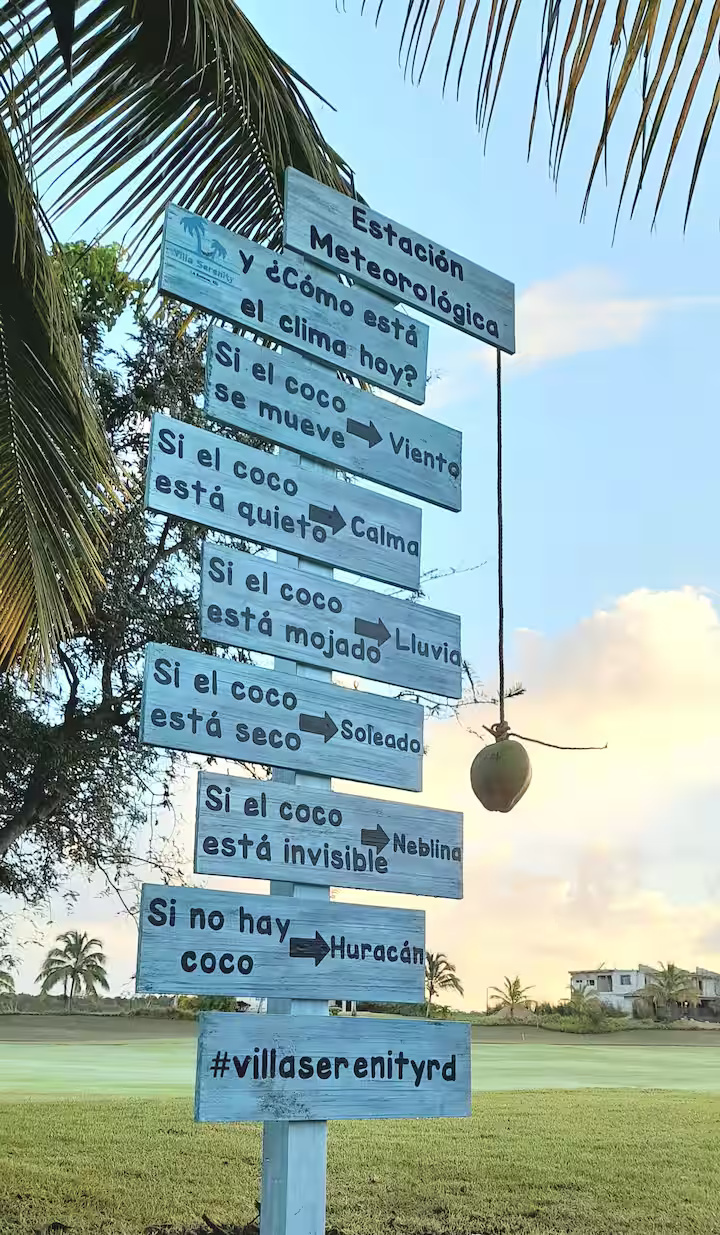 Estación
Meteorológica
Villa Serenity
y ¿Cómo está
el clima hoy?
Si el coco
se mueve Viento
Si el coco
está quieto Calma
Si el coco
está mojado Lluvia
Si el coco
está seco Soleado
Si el coco
está invisible Neblina
Si no hay
coco Huracán
#villaserenityrd